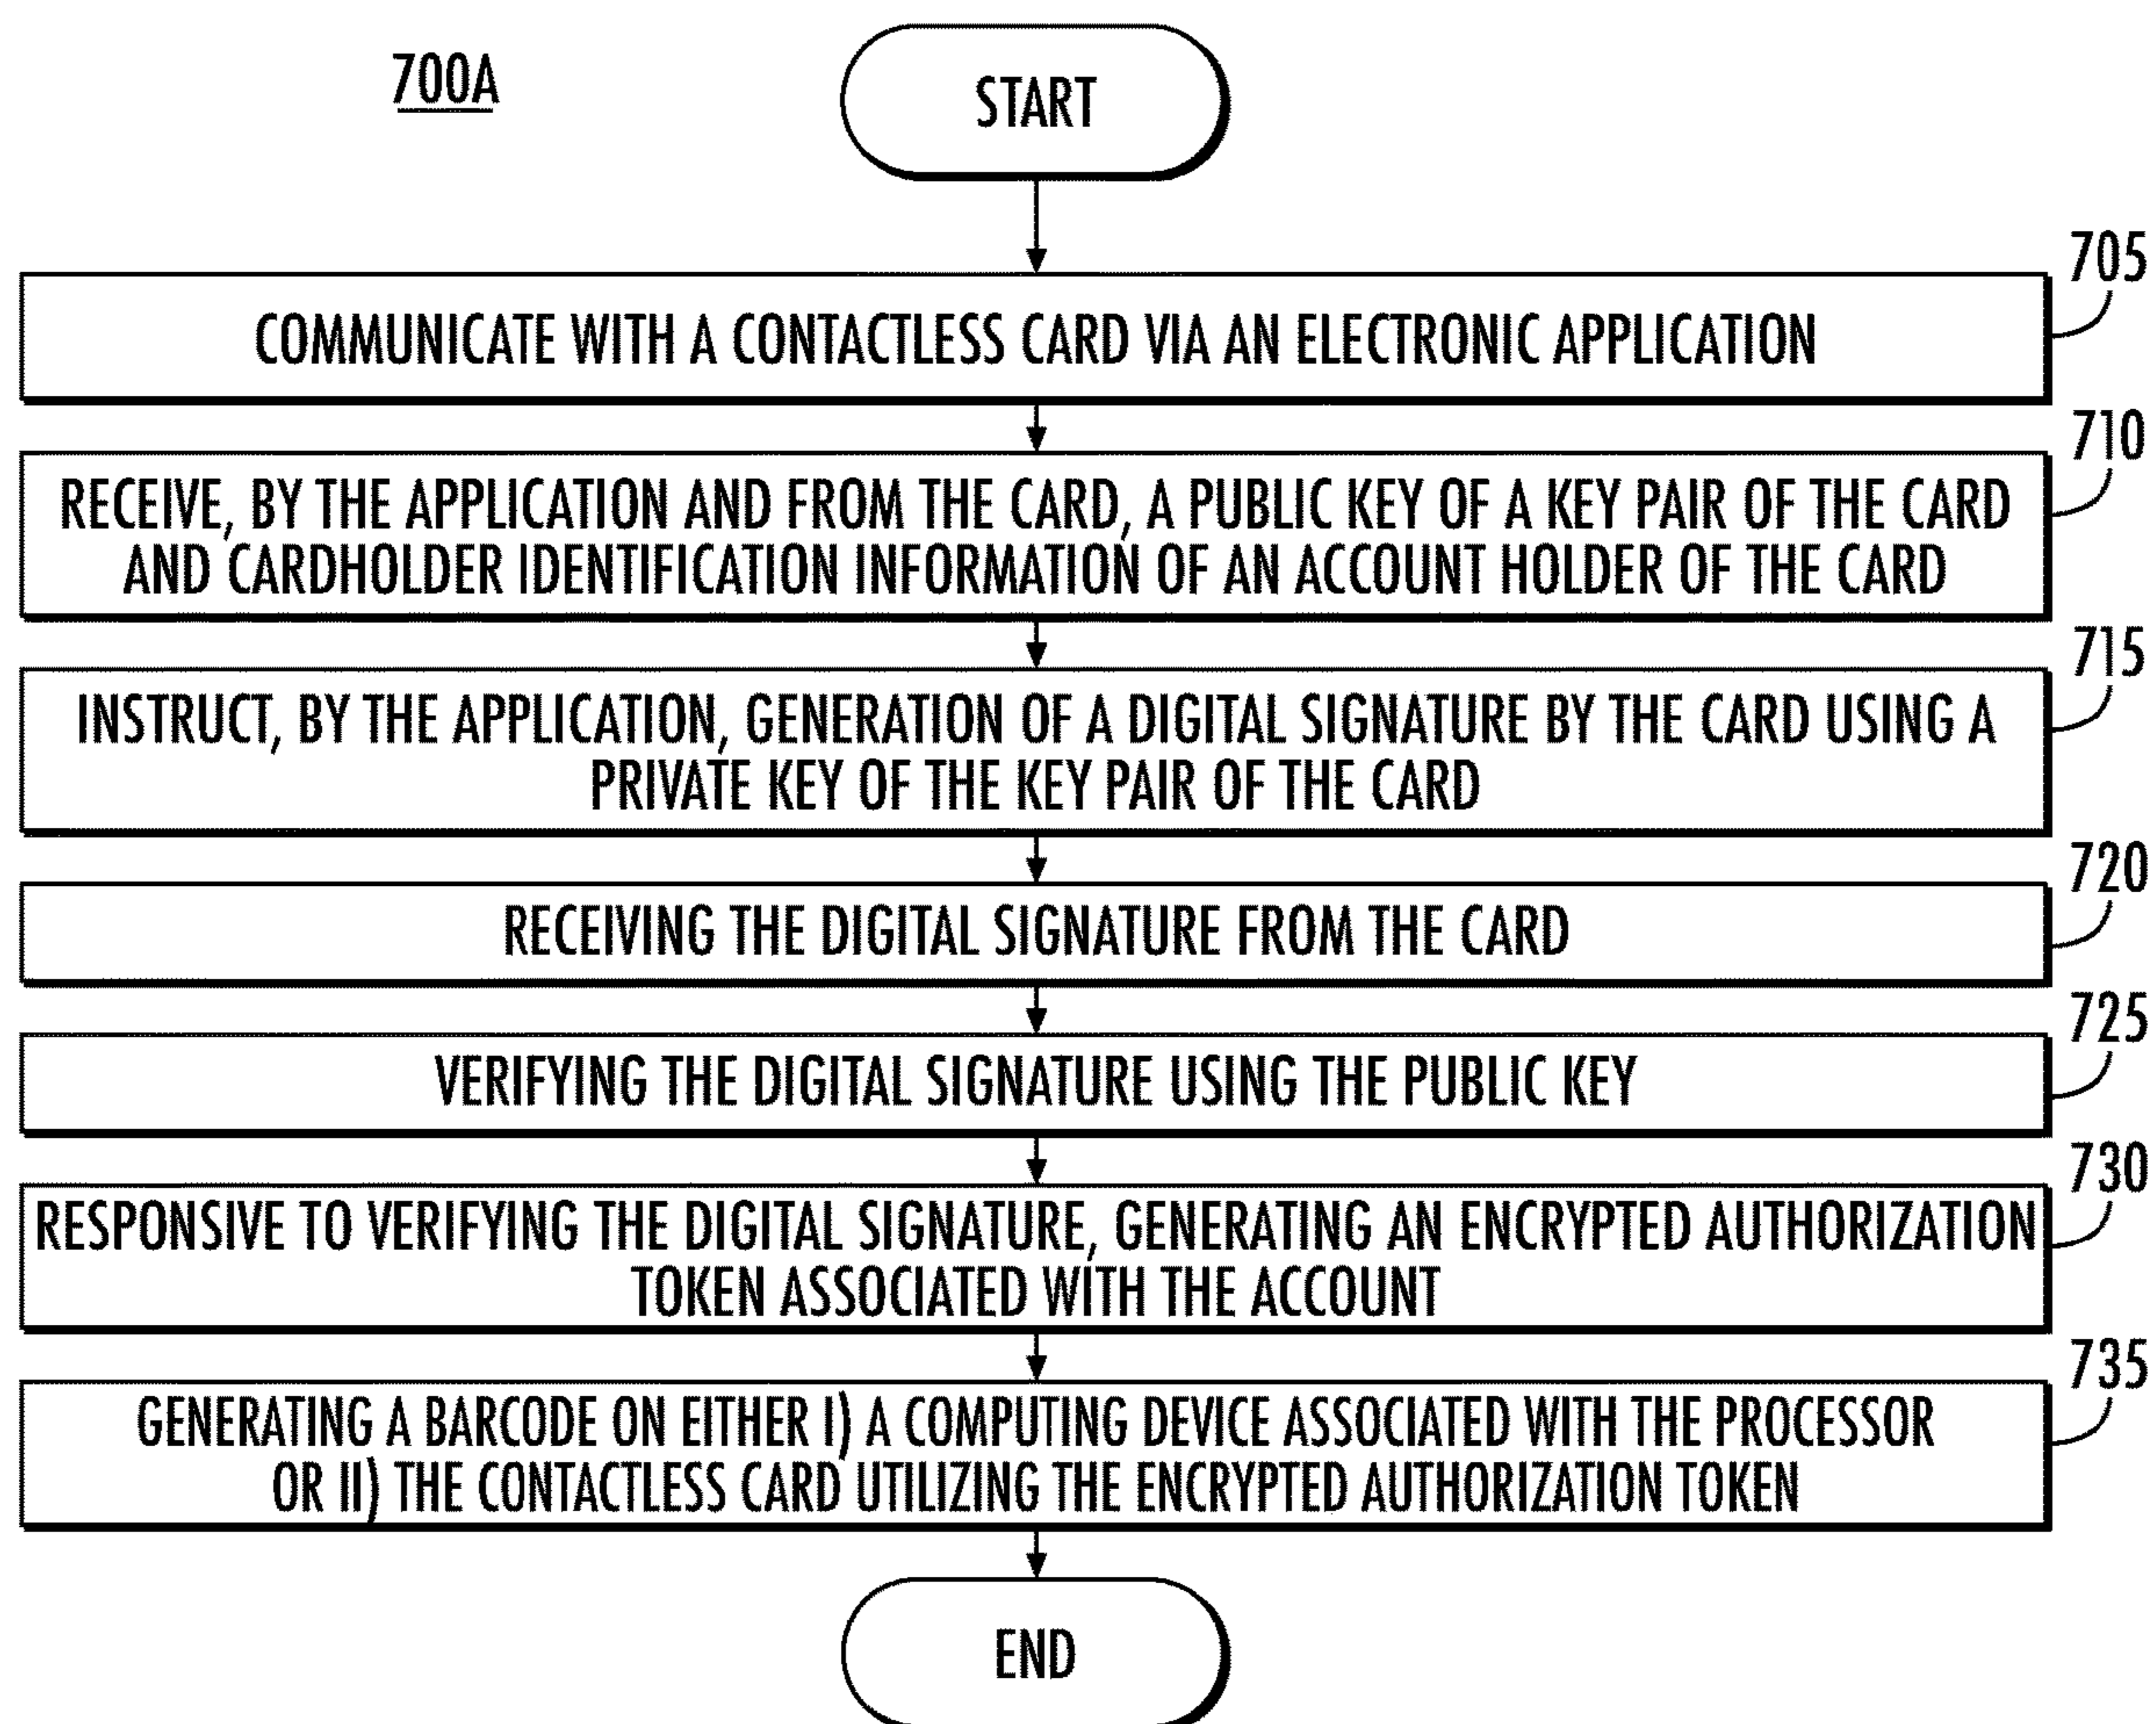 700A
START
705
COMMUNICATE WITH A CONTACTLESS CARD VIA AN ELECTRONIC APPLICATION
710
RECEIVE, BY THE APPLICATION AND FROM THE CARD, A PUBLIC KEY OF A KEY PAIR OF THE CARD
AND CARDHOLDER IDENTIFICATION INFORMATION OF AN ACCOUNT HOLDER OF THE CARD
715
INSTRUCT, BY THE APPLICATION, GENERATION OF A DIGITAL SIGNATURE BY THE CARD USING A
PRIVATE KEY OF THE KEY PAIR OF THE CARD
720
RECEIVING THE DIGITAL SIGNATURE FROM THE CARD
725
VERIFYING THE DIGITAL SIGNATURE USING THE PUBLIC KEY
730
RESPONSIVE TO VERIFYING THE DIGITAL SIGNATURE, GENERATING AN ENCRYPTED AUTHORIZATION
TOKEN ASSOCIATED WITH THE ACCOUNT
735
GENERATING A BARCODE ON EITHER I) A COMPUTING DEVICE ASSOCIATED WITH THE PROCESSOR
OR II) THE CONTACTLESS CARD UTILIZING THE ENCRYPTED AUTHORIZATION TOKEN
END